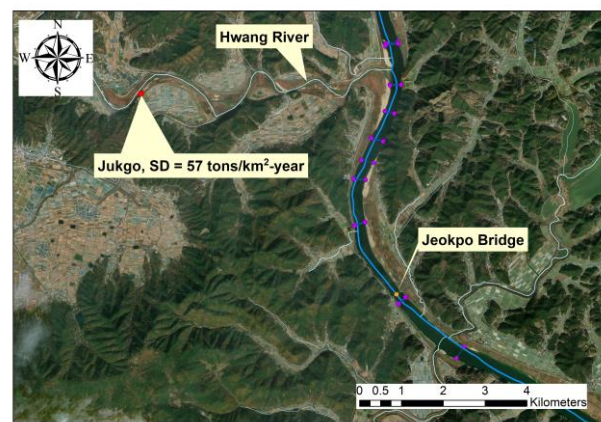 N
W E
S
Hwang River
Jukgo, SD = 57 tons/km²-year
Jeokpo Bridge
0 0.5 1 2 3 4
Kilometers